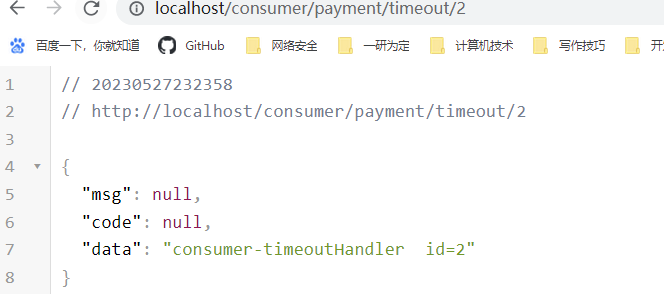 localhost/consumer/payment/timeout/2
百度一下，你就知道 GitHub 网络安全 一研为定 计算机技术 写作技巧 开
1 // 20230527232358
2 // http://localhost/consumer/payment/timeout/2
3
4 {
5 "msg": null,
6 "code": null,
7 "data": "consumer-timeoutHandler  id=2"
8 }